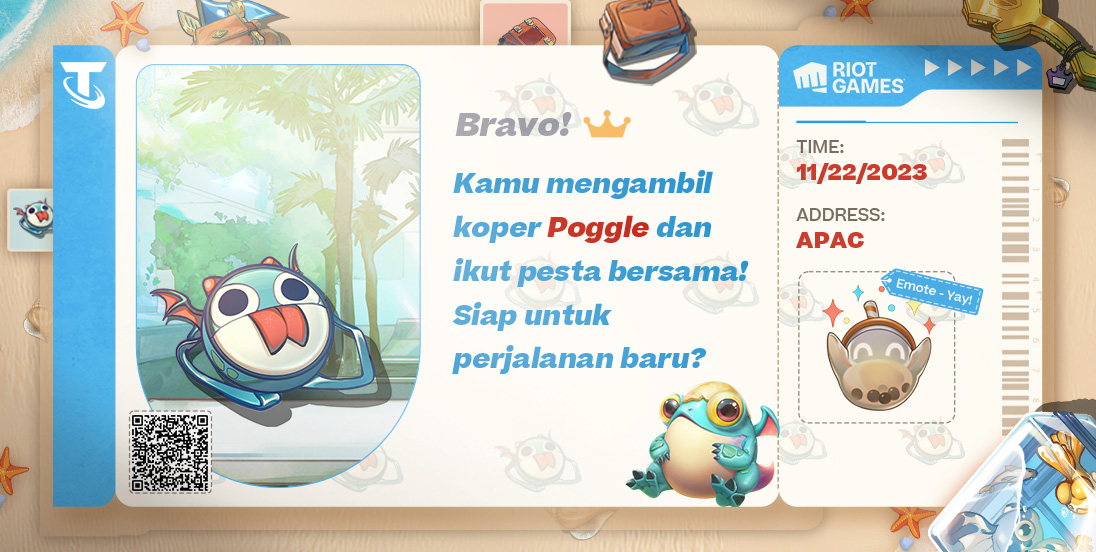 Bravo!
Kamu mengambil
koper Poggle dan
ikut pesta bersama!
Siap untuk
perjalanan baru?
RIOT
GAMES
TIME:
11/22/2023
ADDRESS:
APAC
Emote - Yay!